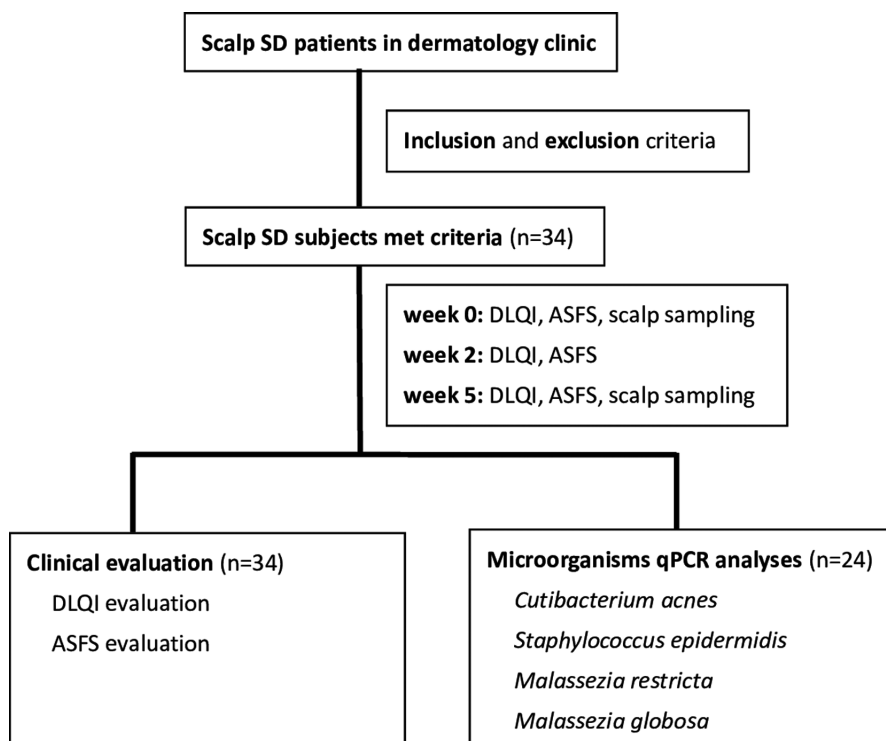 Scalp SD patients in dermatology clinic
Inclusion and exclusion criteria
Scalp SD subjects met criteria (n=34)
week 0: DLQI, ASFS, scalp sampling
week 2: DLQI, ASFS
week 5: DLQI, ASFS, scalp sampling
Clinical evaluation (n=34)
DLQI evaluation
ASFS evaluation
Microorganisms qPCR analyses (n=24)
Cutibacterium acnes
Staphylococcus epidermidis
Malassezia restricta
Malassezia globosa